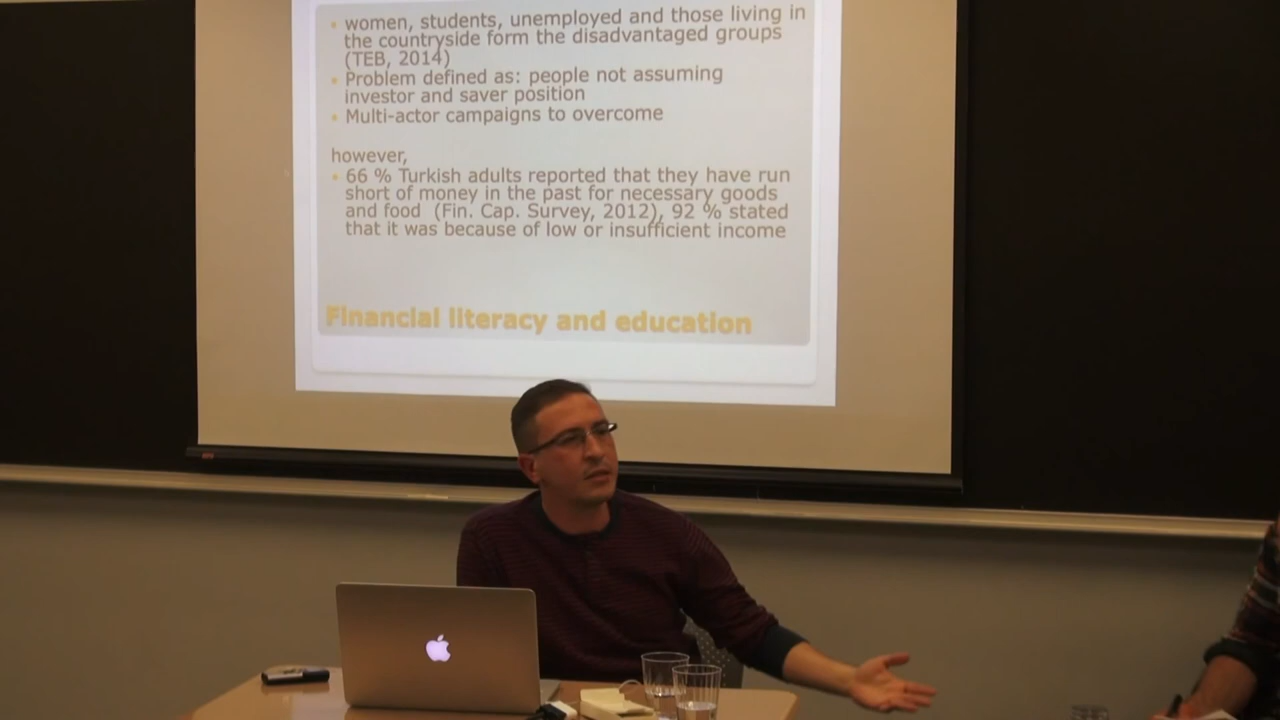 women, students, unemployed and those living in
the countryside form the disadvantaged groups
(TEB, 2014)
Problem defined as: people not assuming
investor and saver position
Multi-actor campaigns to overcome
however,
66 % Turkish adults reported that they have run
short of money in the past for necessary goods
and food (Fin. Cap. Survey, 2012), 92 % stated
that it was because of low or insufficient income
Financial literacy and education